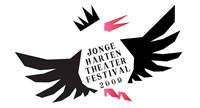 JONGE
HARTEN
THEATER
FESTIVAL
2009